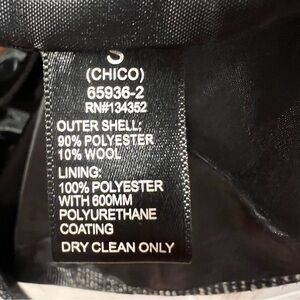 S
(CHICO)
65936-2
RN#134352
OUTER SHELL:
90% POLYESTER
10% WOOL
LINING:
100% POLYESTER
WITH 600MM
POLYURETHANE
COATING
DRY CLEAN ONLY